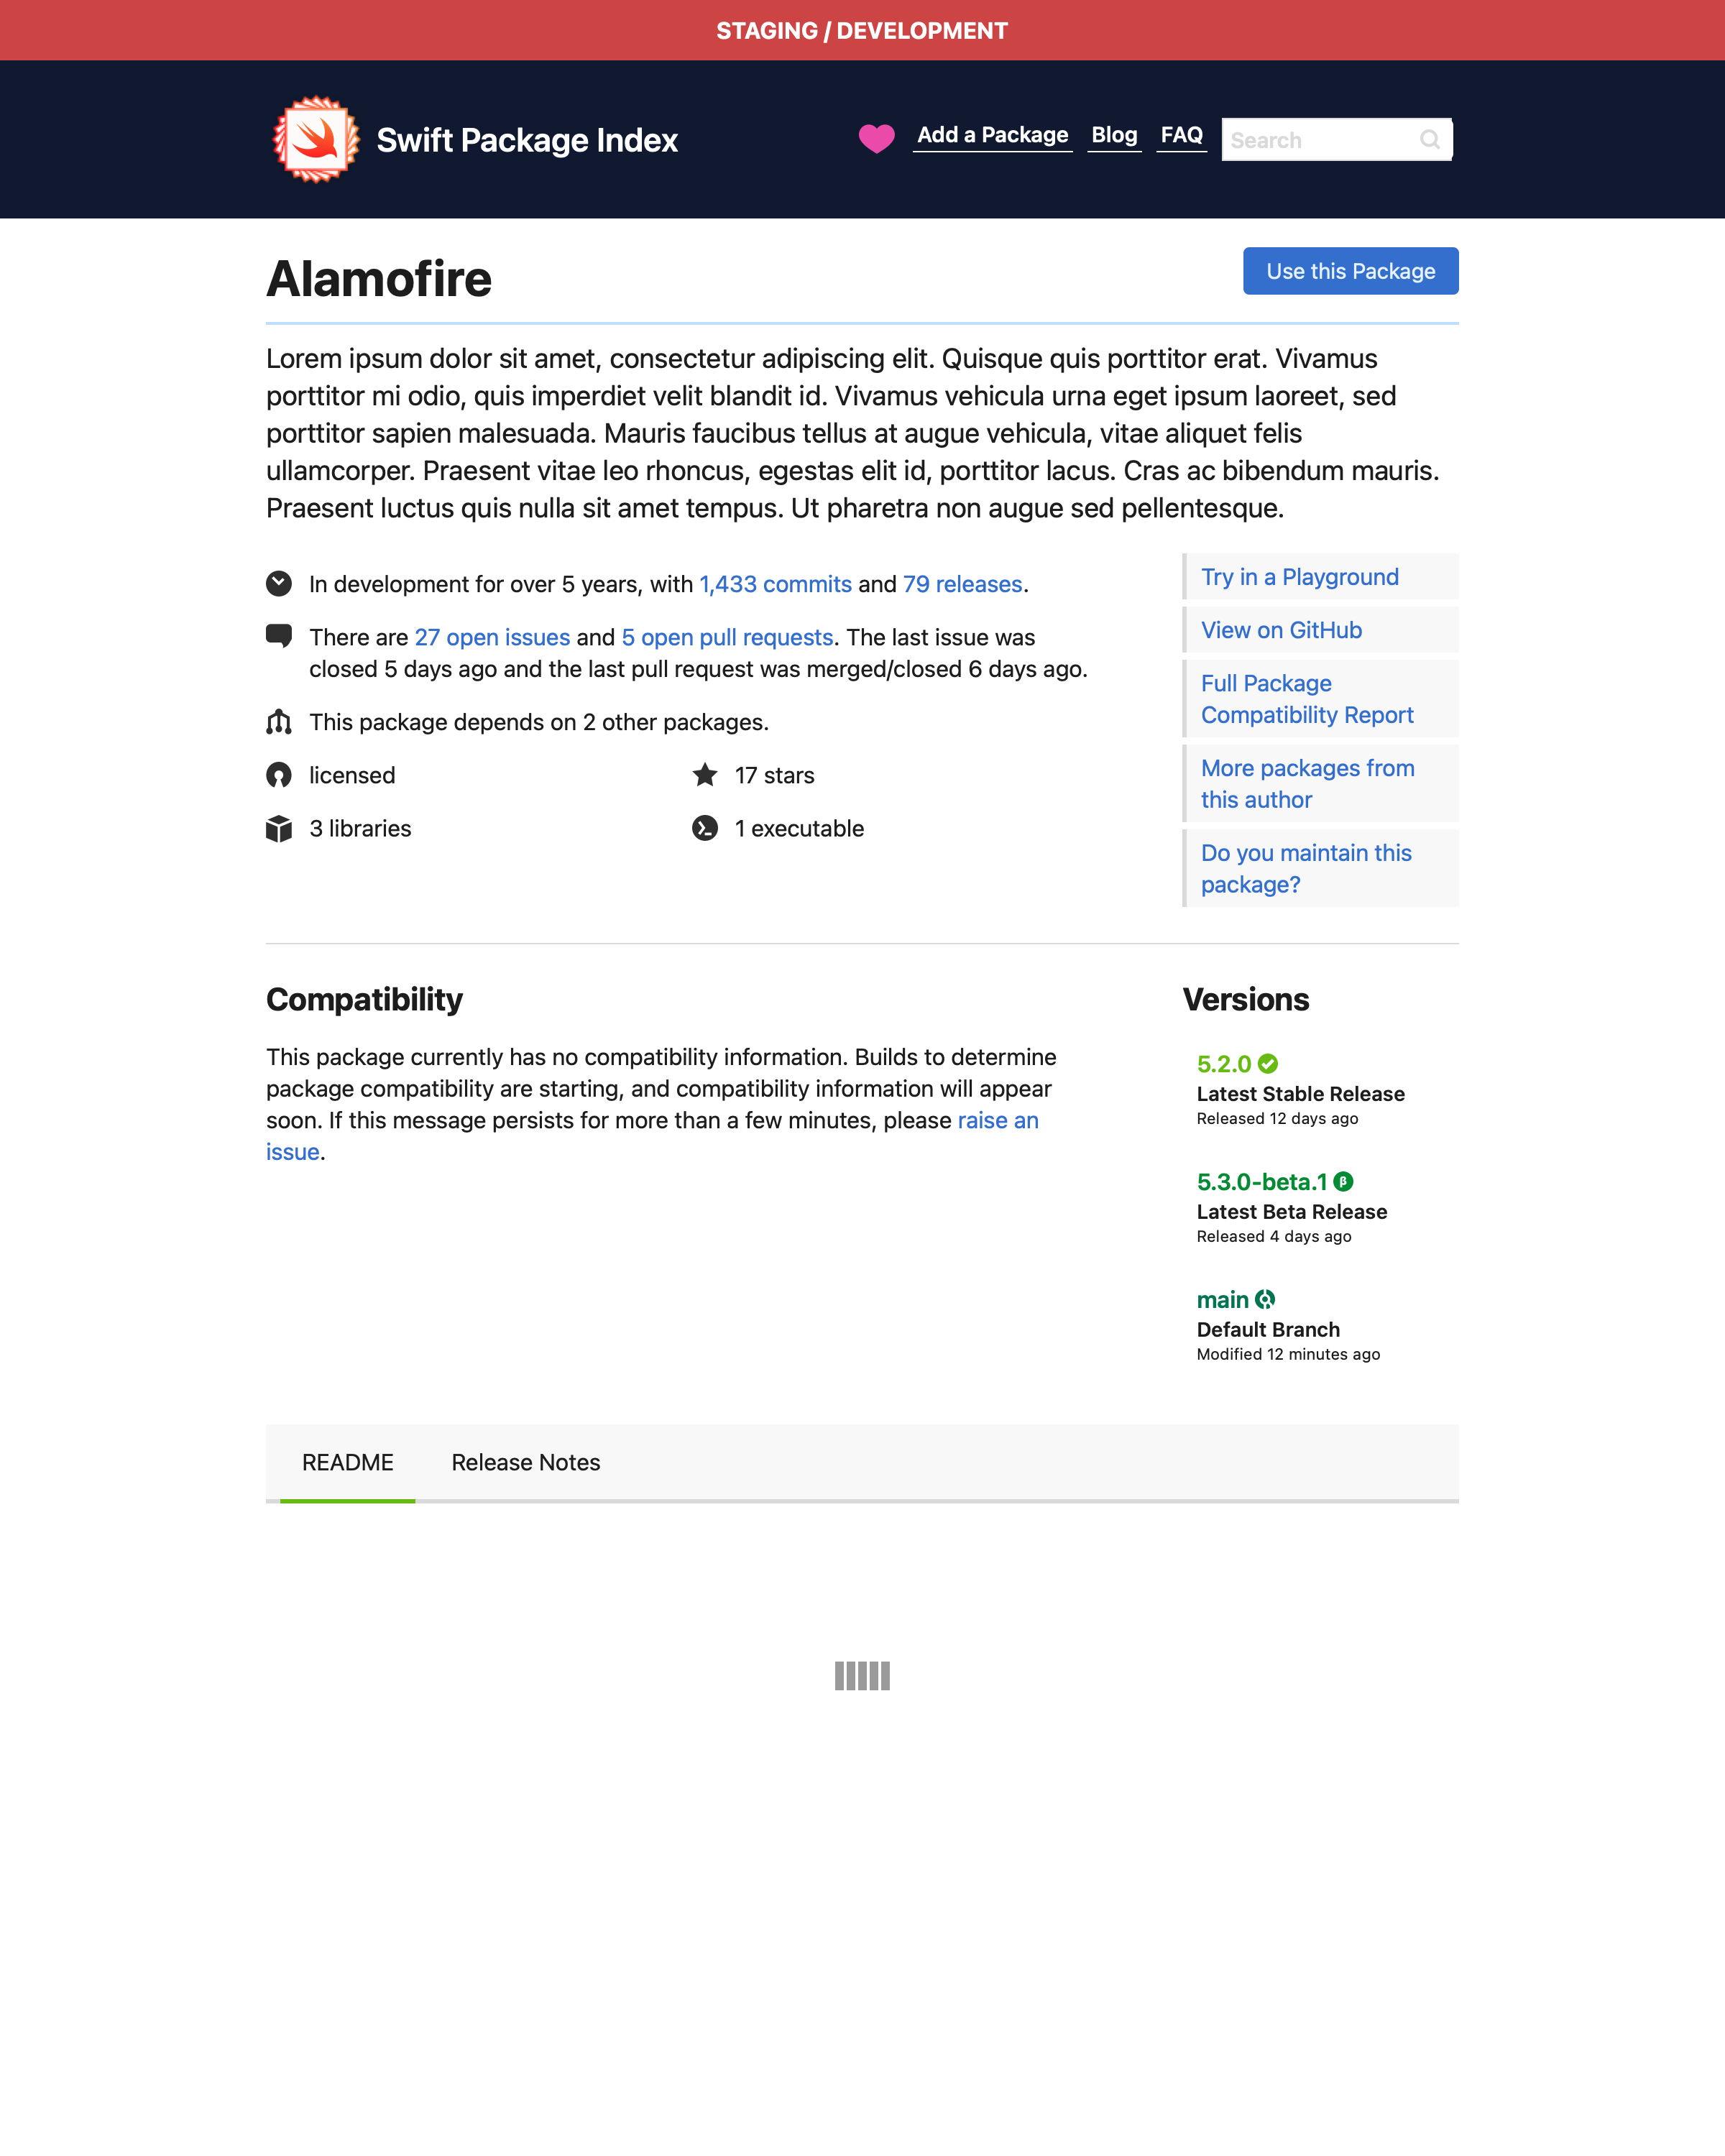 STAGING / DEVELOPMENT
Swift Package Index
Add a Package
Blog
FAQ
Search
Alamofire
Use this Package
Lorem ipsum dolor sit amet, consectetur adipiscing elit. Quisque quis porttitor erat. Vivamus
porttitor mi odio, quis imperdiet velit blandit id. Vivamus vehicula urna eget ipsum laoreet, sed
porttitor sapien malesuada. Mauris faucibus tellus at augue vehicula, vitae aliquet felis
ullamcorper. Praesent vitae leo rhoncus, egestas elit id, porttitor lacus. Cras ac bibendum mauris.
Praesent luctus quis nulla sit amet tempus. Ut pharetra non augue sed pellentesque.
In development for over 5 years, with 1,433 commits and 79 releases.
There are 27 open issues and 5 open pull requests. The last issue was
closed 5 days ago and the last pull request was merged/closed 6 days ago.
This package depends on 2 other packages.
licensed
17 stars
3 libraries
1 executable
Try in a Playground
View on GitHub
Full Package
Compatibility Report
More packages from
this author
Do you maintain this
package?
Compatibility
This package currently has no compatibility information. Builds to determine
package compatibility are starting, and compatibility information will appear
soon. If this message persists for more than a few minutes, please raise an
issue.
Versions
5.2.0
Latest Stable Release
Released 12 days ago
5.3.0-beta.1 β
Latest Beta Release
Released 4 days ago
main
Default Branch
Modified 12 minutes ago
README
Release Notes